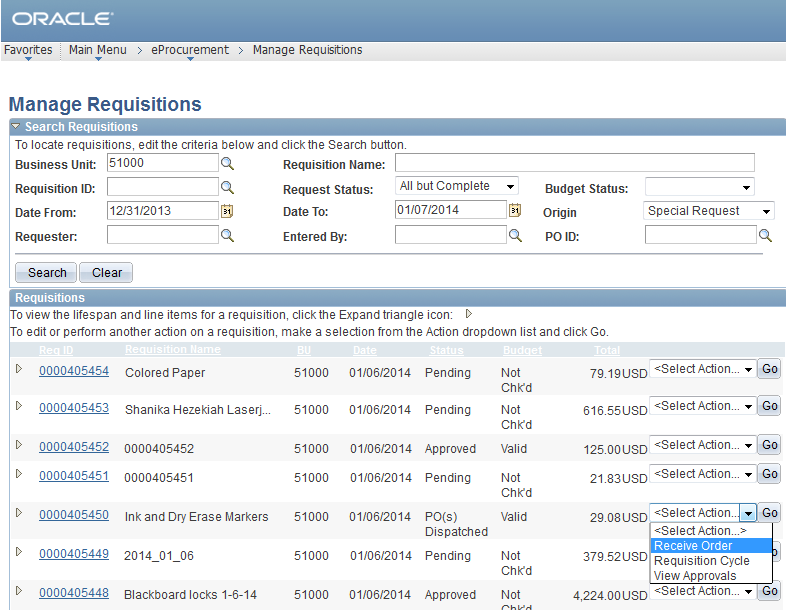 ORACLE
Favorites Main Menu > eProcurement > Manage Requisitions
Manage Requisitions
Search Requisitions
To locate requisitions, edit the criteria below and click the Search button.
Business Unit: 51000 Requisition Name:
Requisition ID: Request Status: All but Complete Budget Status:
Date From: 12/31/2013 Date To: 01/07/2014 Origin Special Request
Requester: Entered By: PO ID:
Search Clear
Requisitions
To view the lifespan and line items for a requisition, click the Expand triangle icon:
To edit or perform another action on a requisition, make a selection from the Action dropdown list and click Go.
Req ID Requisition Name BU Date Status Budget Total
0000405454 Colored Paper 51000 01/06/2014 Pending Not Chk'd 79.19USD <Select Action... Go
0000405453 Shanika Hezekiah Laserj... 51000 01/06/2014 Pending Not Chk'd 616.55USD <Select Action... Go
0000405452 0000405452 51000 01/06/2014 Approved Valid 125.00USD <Select Action... Go
0000405451 0000405451 51000 01/06/2014 Pending Not Chk'd 21.83USD <Select Action... Go
0000405450 Ink and Dry Erase Markers 51000 01/06/2014 PO(s) Dispatched Valid 29.08USD <Select Action... Go
<Select Action...>
Receive Order
Requisition Cycle
View Approvals
0000405449 2014_01_06 51000 01/06/2014 Pending Not Chk'd 379.52USD
0000405448 Blackboard locks 1-6-14 51000 01/06/2014 Approved Not Chk'd 4,224.00USD <Select Action... Go